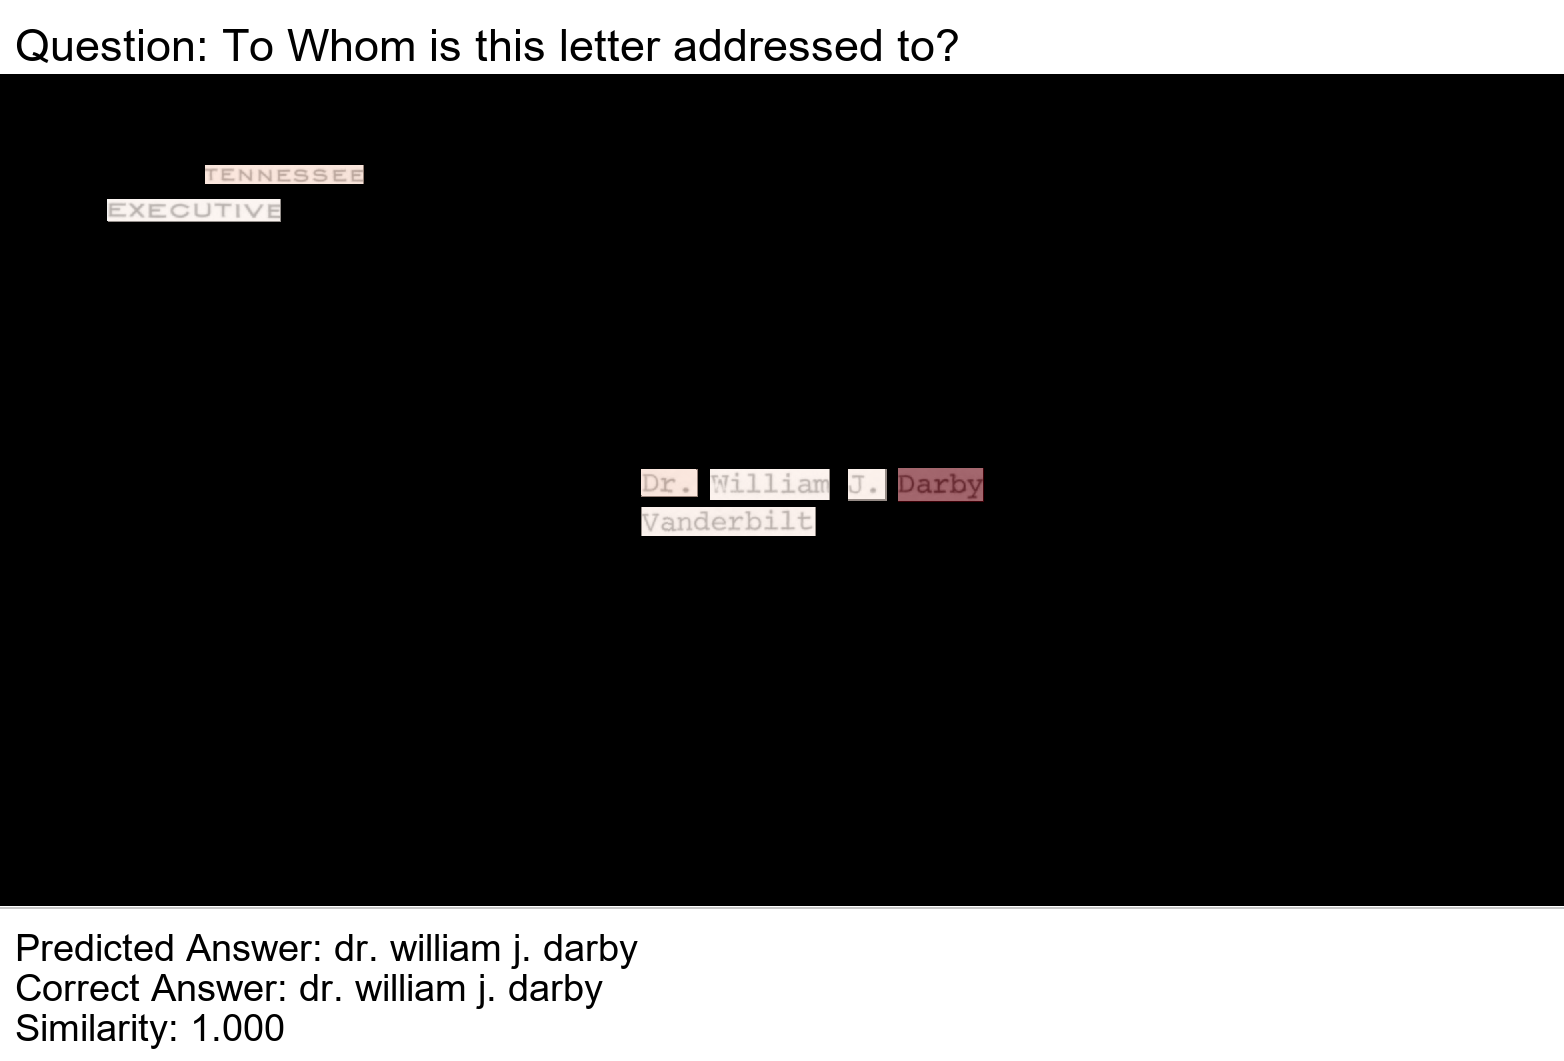 Question: To Whom is this letter addressed to?
TENNESSEE
EXECUTIVE
Dr. William J. Darby
Vanderbilt
Predicted Answer: dr. william j. darby
Correct Answer: dr. william j. darby
Similarity: 1.000